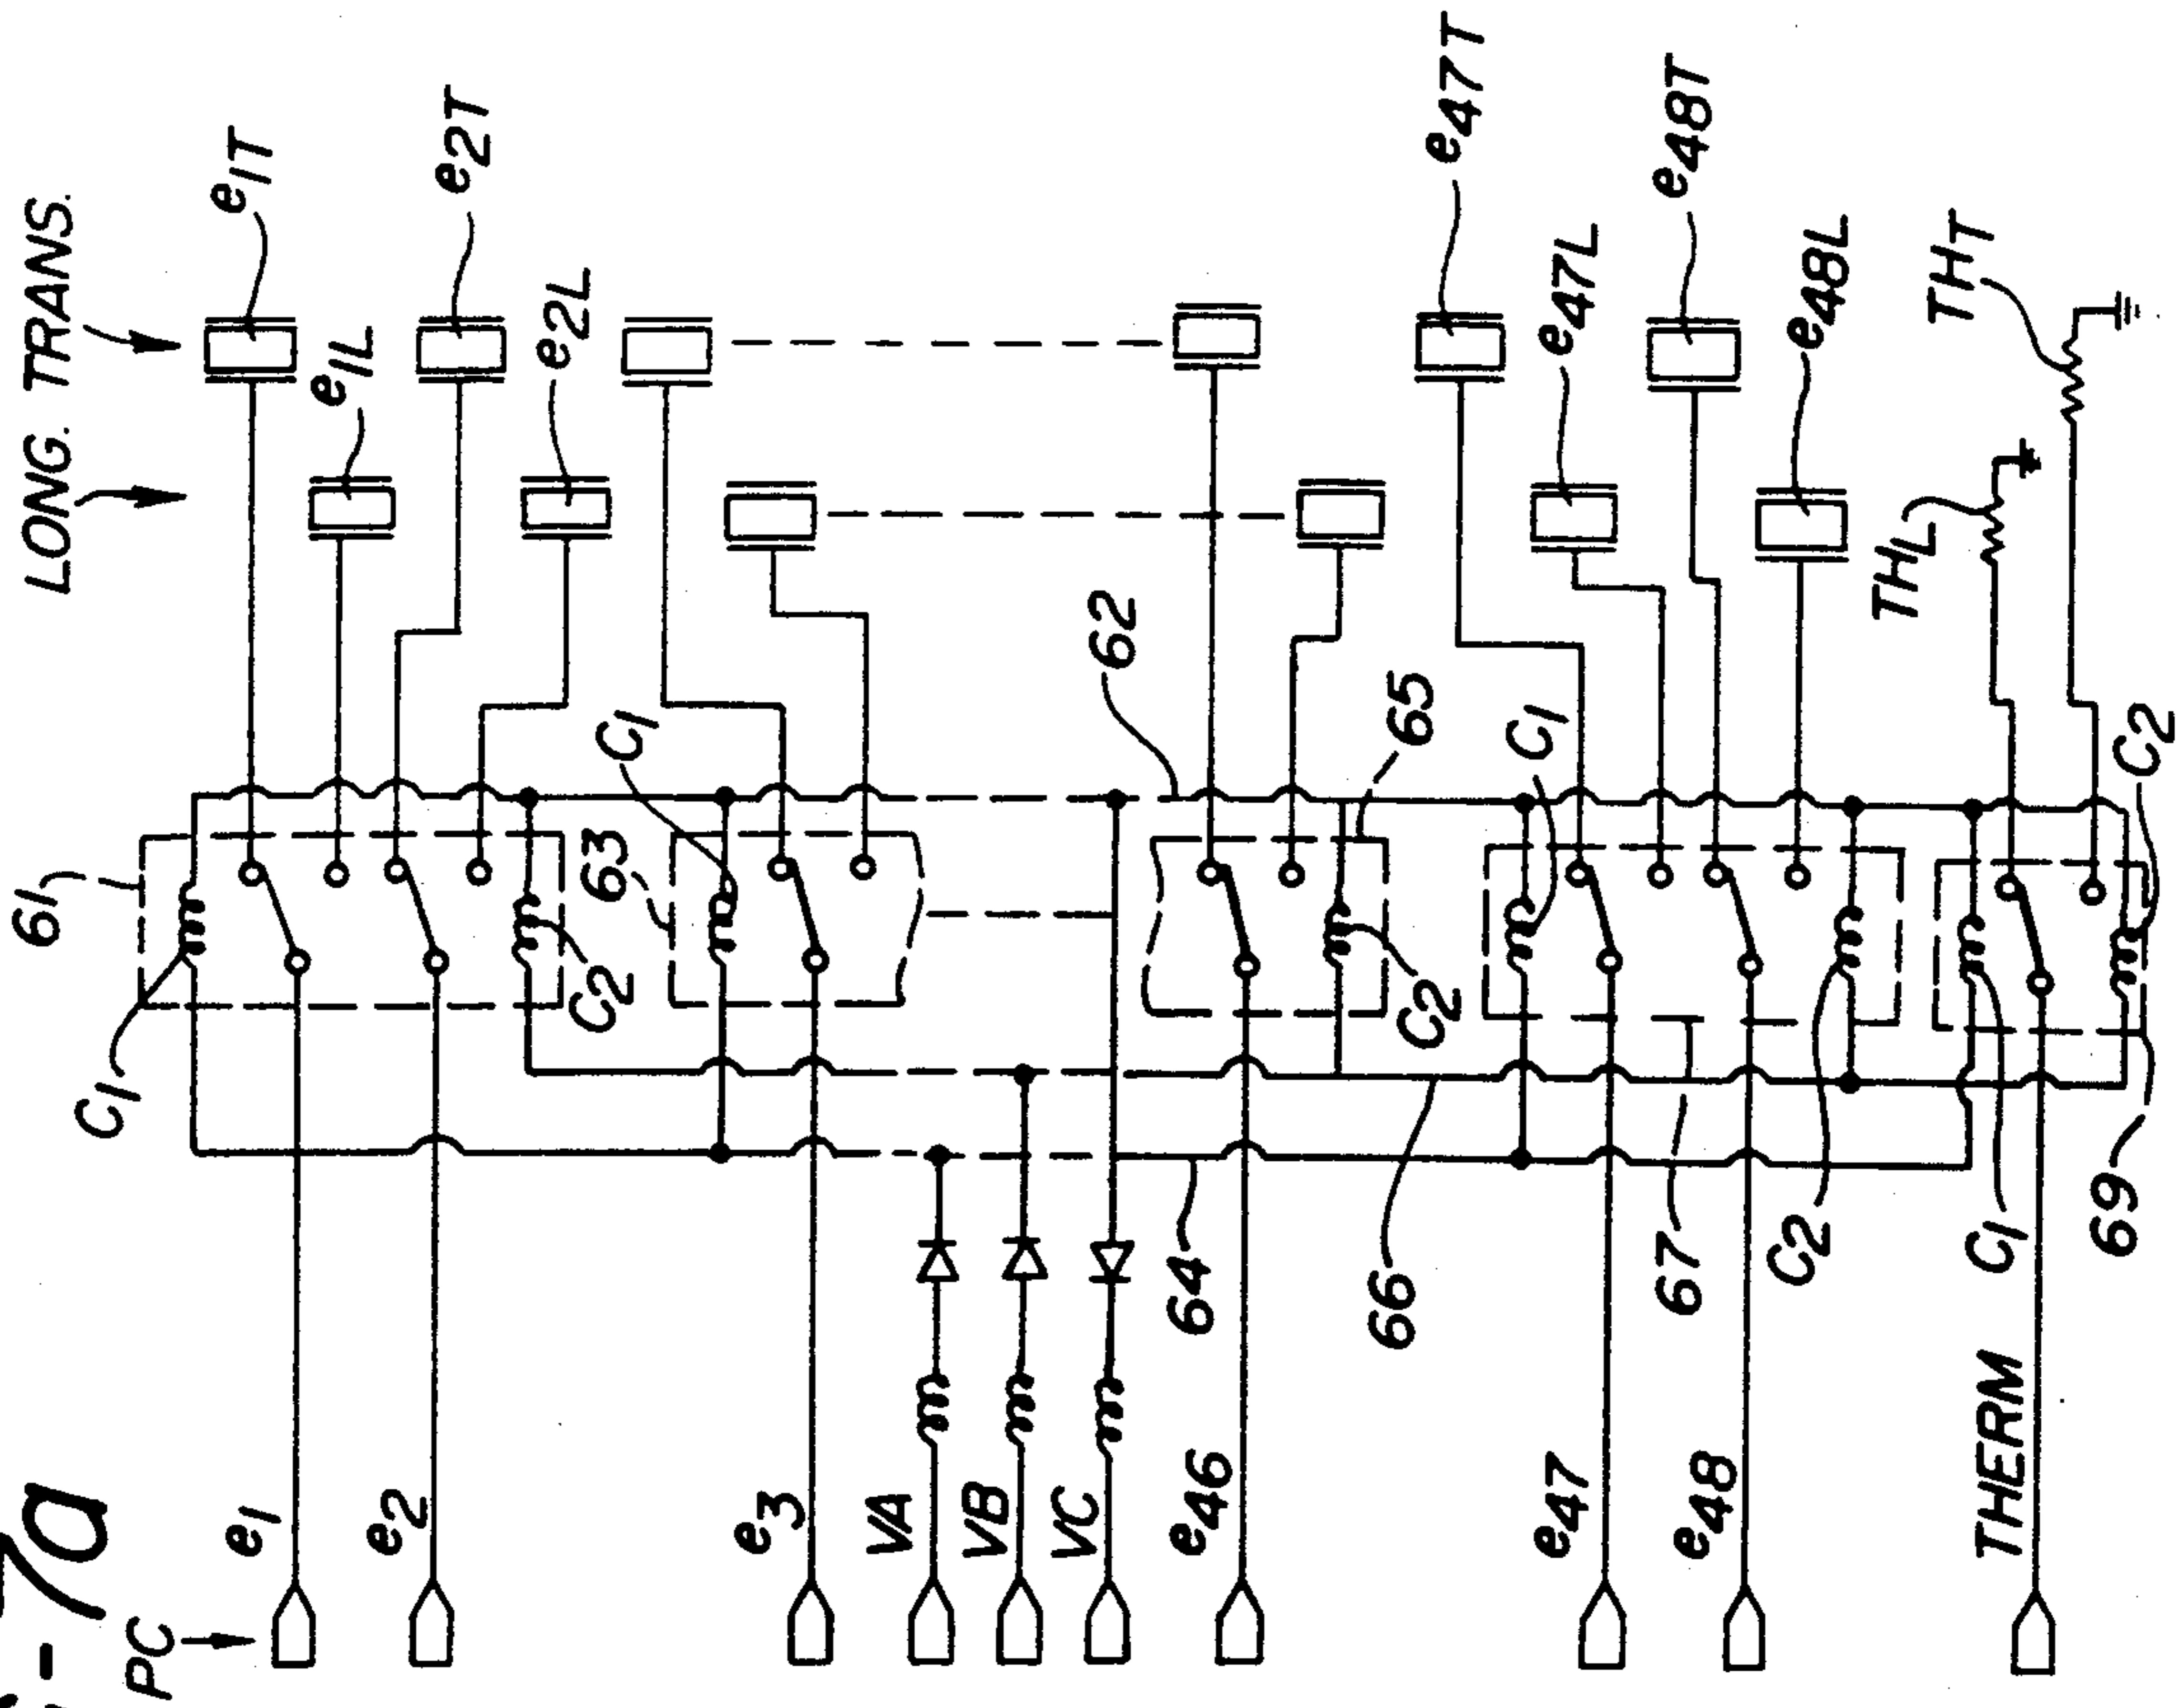 7a
PC
LONG. TRANS.
61
C1
e1
e1T
e1L
e2
e2T
e2L
C2
63
C1
e3
VA
VB
VC
62
64
e46
65
C2
66
C1
e47
e47T
e47L
67
e48
e48T
e48L
C2
THERM
C1
THL
THT
69
C2